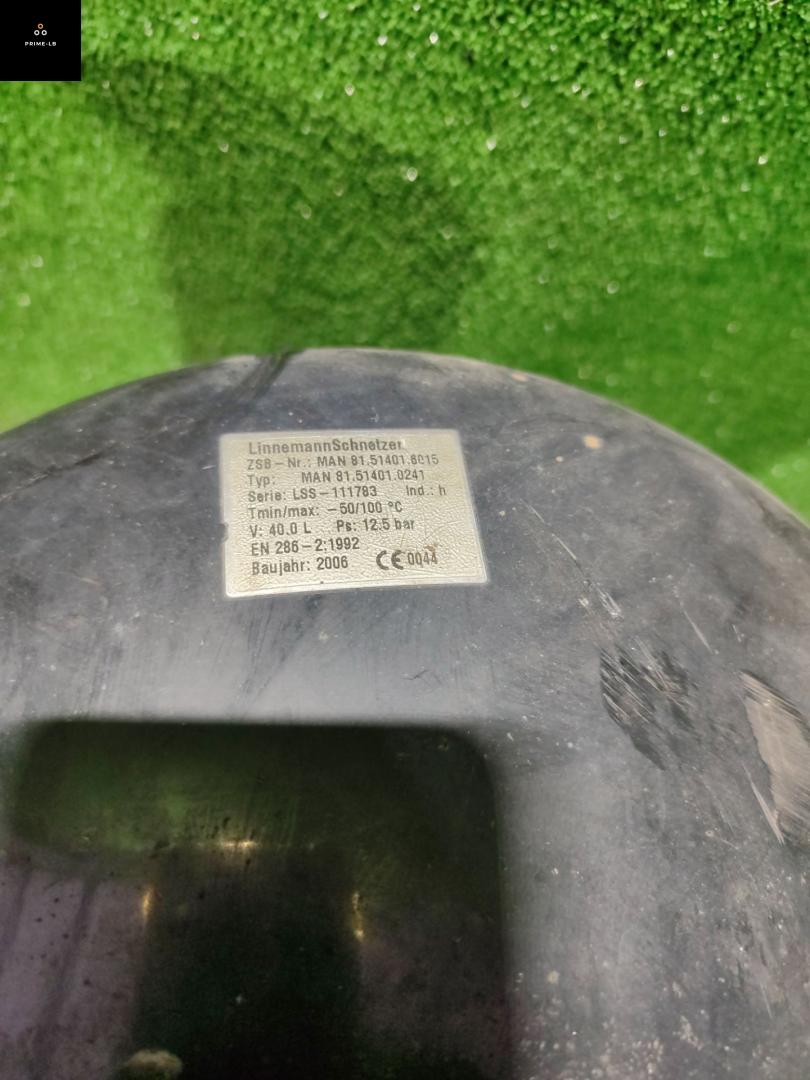 PRIME-LB
LinnemannSchnetzer
ZSB-Nr.: MAN 81.51401.6015
Typ: MAN 81.51401.0241
Serie: LSS-111783 Ind.: h
Tmin/max: -50/100 °C
V: 40.0 L Ps: 12.5 bar
EN 286-2:1992
Baujahr: 2006 CE 0044